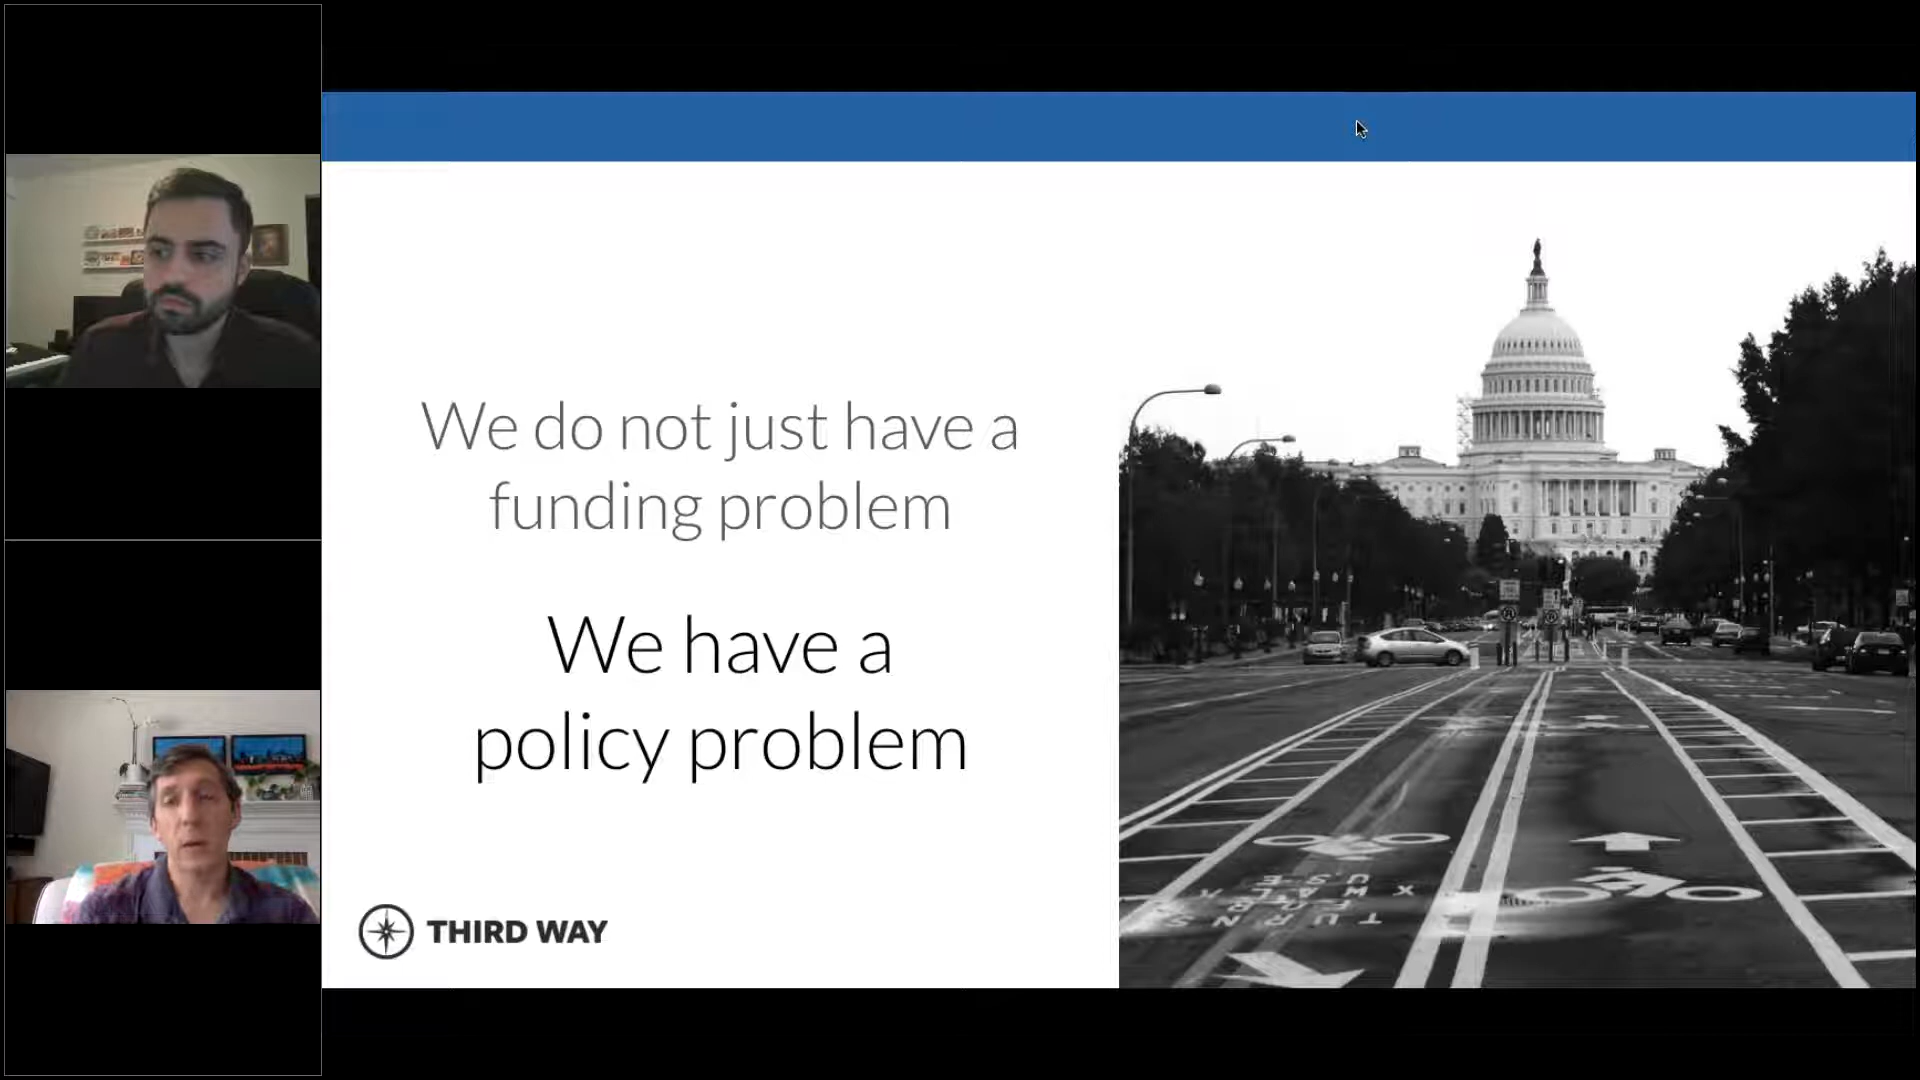 We do not just have a
funding problem
We have a
policy problem
THIRD WAY